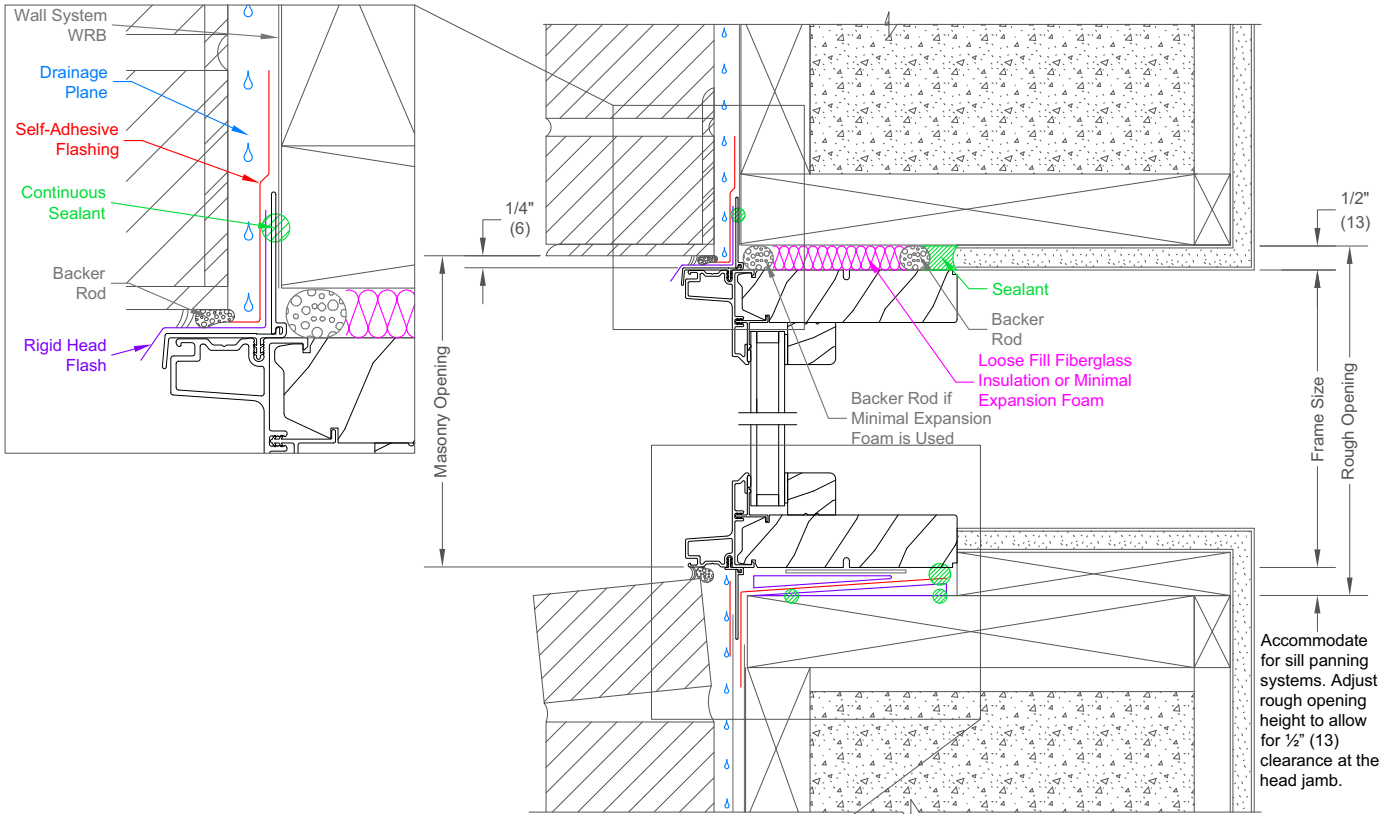 Wall System
WRB
Drainage
Plane
Self-Adhesive
Flashing
Continuous
Sealant
Backer
Rod
Rigid Head
Flash
1/4"
(6)
Masonry Opening
1/2"
(13)
Sealant
Backer
Rod
Loose Fill Fiberglass
Insulation or Minimal
Expansion Foam
Backer Rod if
Minimal Expansion
Foam is Used
Frame Size
Rough Opening
Accommodate
for sill panning
systems. Adjust
rough opening
height to allow
for ½” (13)
clearance at the
head jamb.